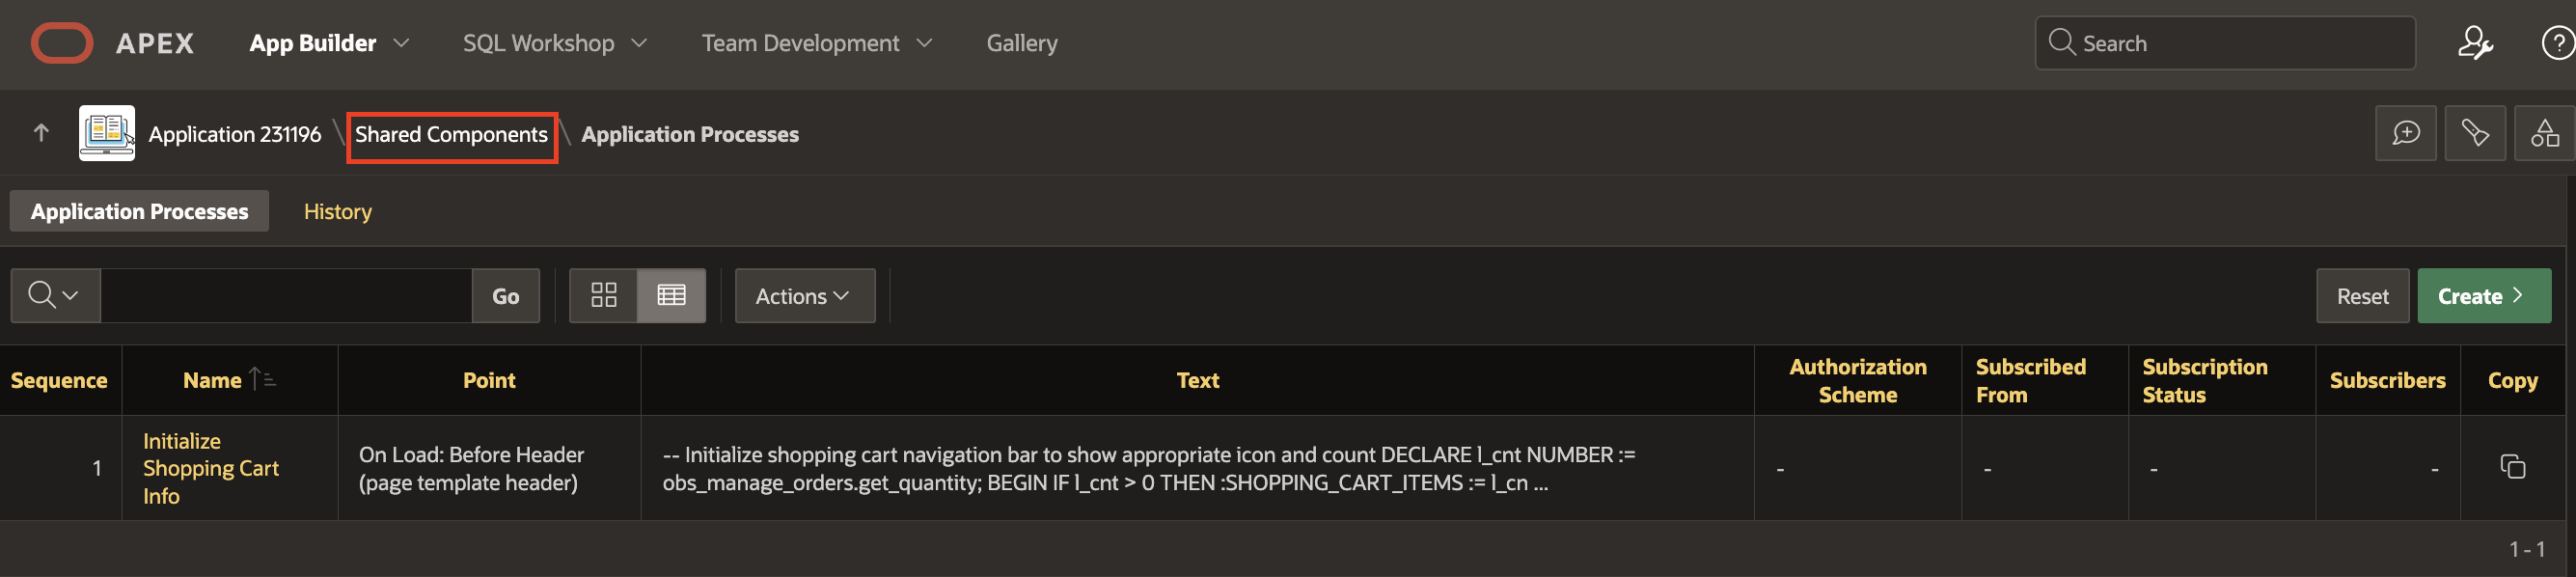 APEX App Builder SQL Workshop Team Development Gallery Search ?
Application 231196 \ Shared Components \ Application Processes
Application Processes History
Go Actions Reset Create
Sequence Name Point Text Authorization Scheme Subscribed From Subscription Status Subscribers Copy
1
Initialize
Shopping Cart
Info
On Load: Before Header
(page template header)
-- Initialize shopping cart navigation bar to show appropriate icon and count DECLARE l_cnt NUMBER :=
obs_manage_orders.get_quantity; BEGIN IF l_cnt > 0 THEN :SHOPPING_CART_ITEMS := l_cn ...
- - - -
1 - 1